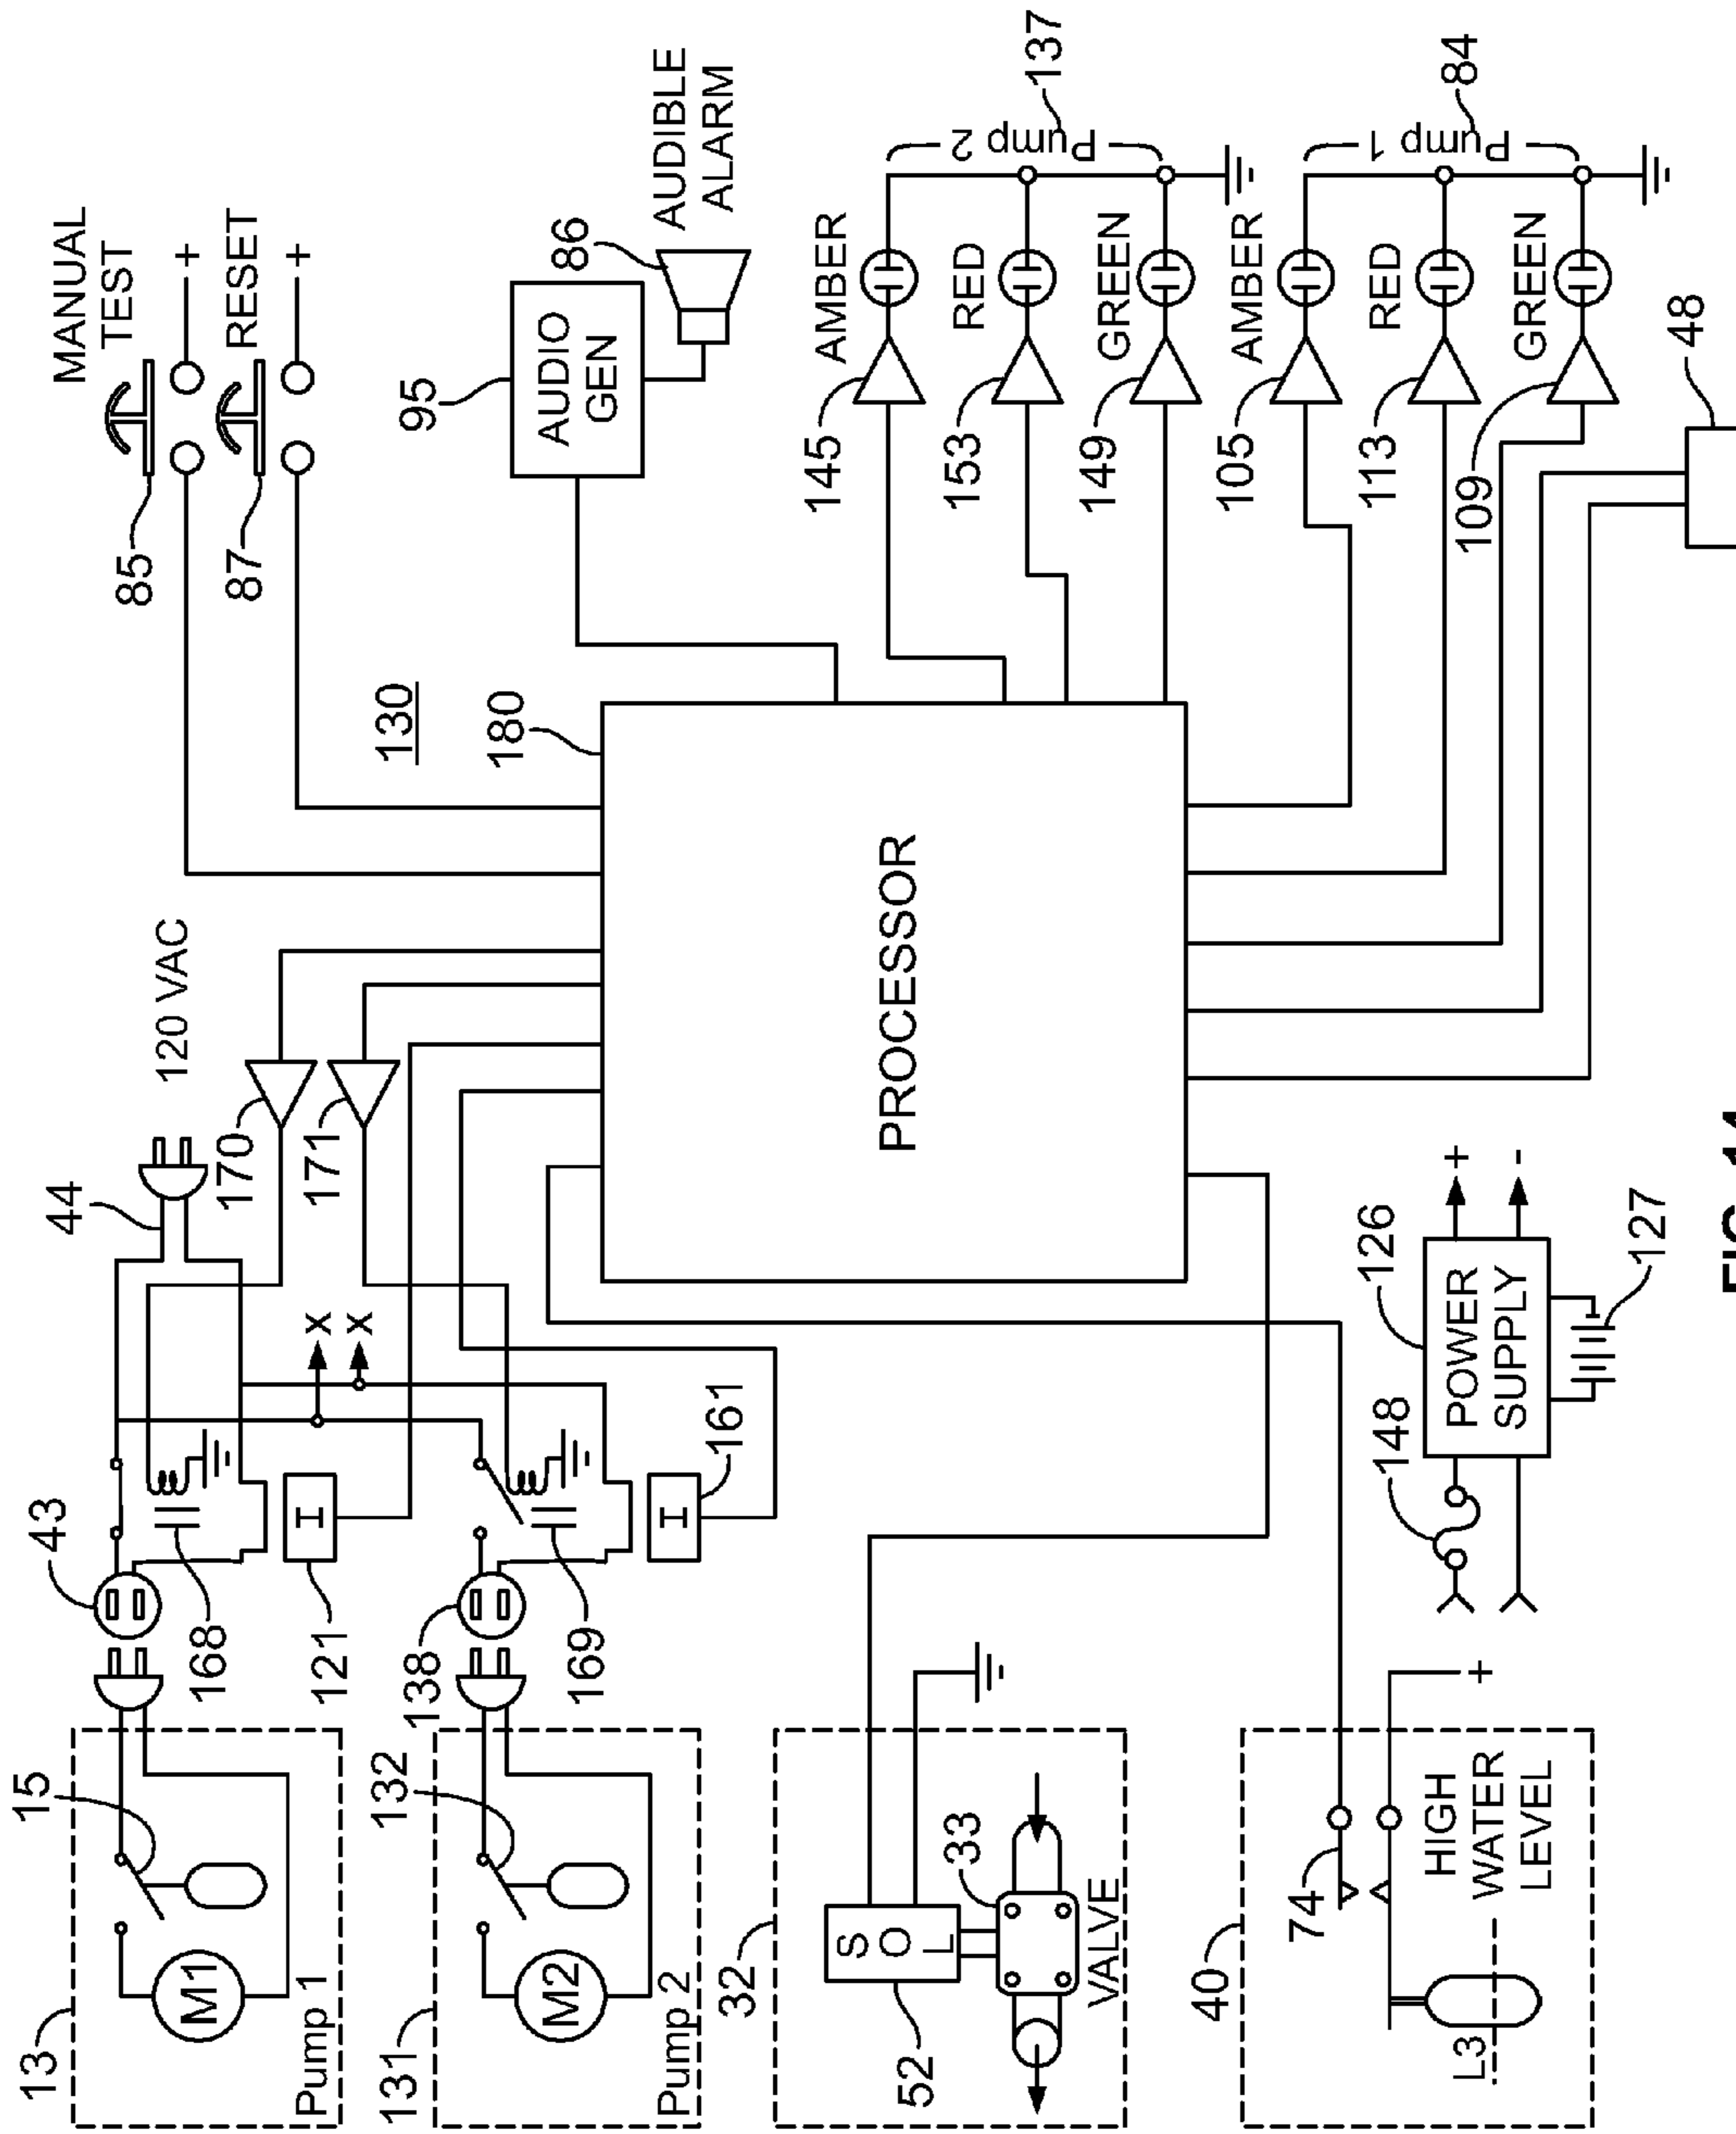 MANUAL
TEST
+
85
RESET
+
87
120 VAC
44
170
171
43
168
121
X
X
15
13
M1
Pump 1
138
169
161
132
131
M2
Pump 2
I
I
130
180
PROCESSOR
95
AUDIO
GEN
86
AUDIBLE
ALARM
145
AMBER
153
RED
149
GREEN
Pump 2
137
105
AMBER
113
RED
109
GREEN
Pump 1
84
48
32
SOL
52
33
VALVE
40
74
HIGH
WATER
LEVEL
L3
+
148
POWER
SUPPLY
126
+
-
127